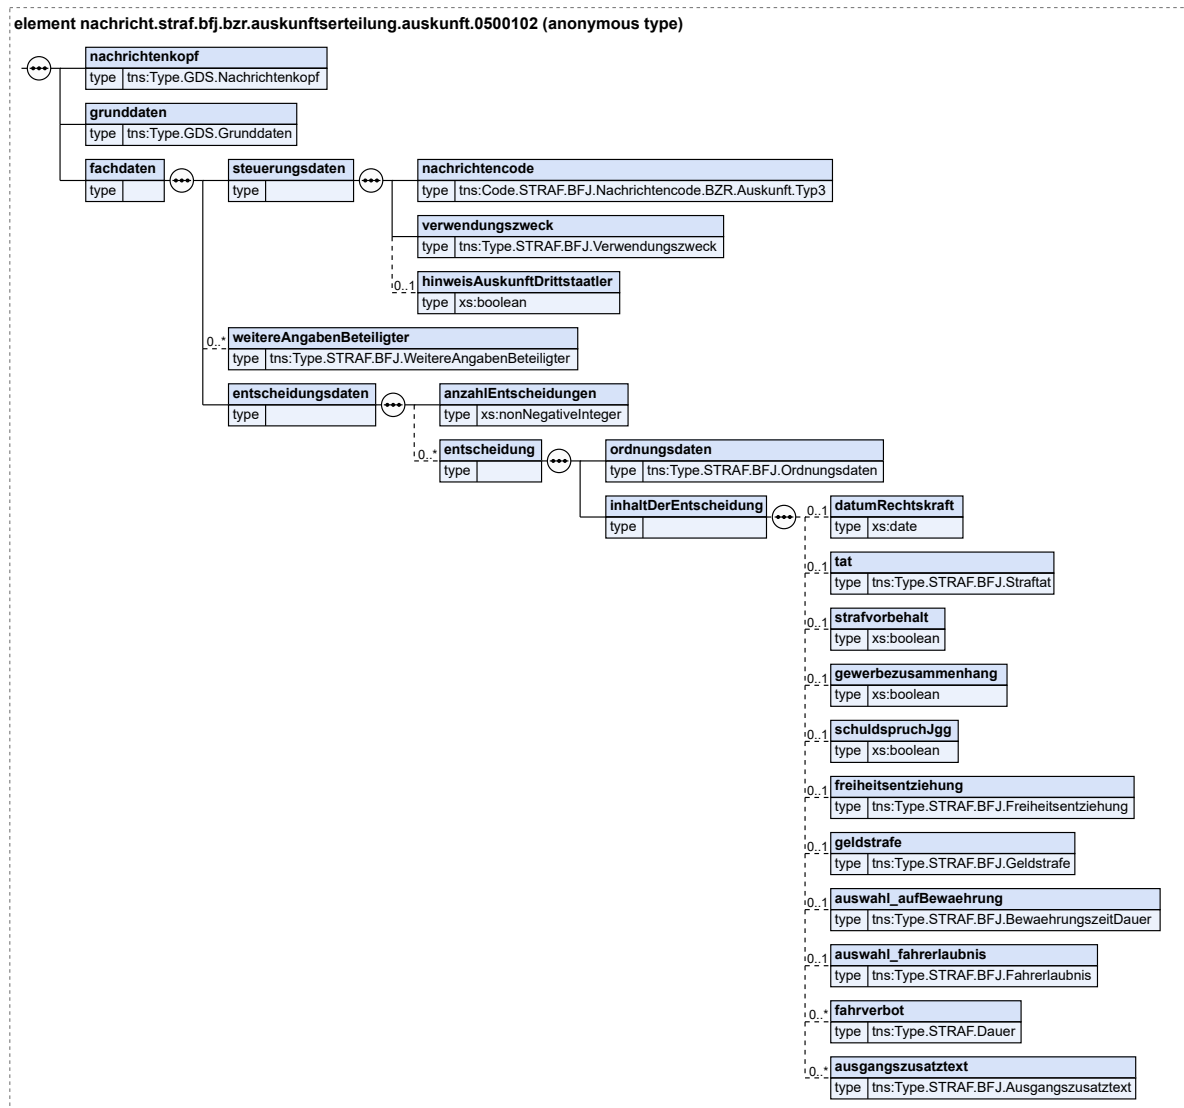 element nachricht.straf.bfj.bzr.auskunftserteilung.auskunft.0500102 (anonymous type)
nachrichtenkopf
type tns:Type.GDS.Nachrichtenkopf
grunddaten
type tns:Type.GDS.Grunddaten
fachdaten
type
steuerungsdaten
type
nachrichtencode
type tns:Code.STRAF.BFJ.Nachrichtencode.BZR.Auskunft.Typ3
verwendungszweck
type tns:Type.STRAF.BFJ.Verwendungszweck
0..1
hinweisAuskunftDrittstaatler
type xs:boolean
0..*
weitereAngabenBeteiligter
type tns:Type.STRAF.BFJ.WeitereAngabenBeteiligter
entscheidungsdaten
type
anzahlEntscheidungen
type xs:nonNegativeInteger
0..*
entscheidung
type
ordnungsdaten
type tns:Type.STRAF.BFJ.Ordnungsdaten
inhaltDerEntscheidung
type
0..1
datumRechtskraft
type xs:date
0..1
tat
type tns:Type.STRAF.BFJ.Straftat
0..1
strafvorbehalt
type xs:boolean
0..1
gewerbezusammenhang
type xs:boolean
0..1
schuldspruchJgg
type xs:boolean
0..1
freiheitsentziehung
type tns:Type.STRAF.BFJ.Freiheitsentziehung
0..1
geldstrafe
type tns:Type.STRAF.BFJ.Geldstrafe
0..1
auswahl_aufBewaehrung
type tns:Type.STRAF.BFJ.BewaehrungszeitDauer
0..1
auswahl_fahrerlaubnis
type tns:Type.STRAF.BFJ.Fahrerlaubnis
0..*
fahrverbot
type tns:Type.STRAF.Dauer
0..*
ausgangszusatztext
type tns:Type.STRAF.BFJ.Ausgangszusatztext